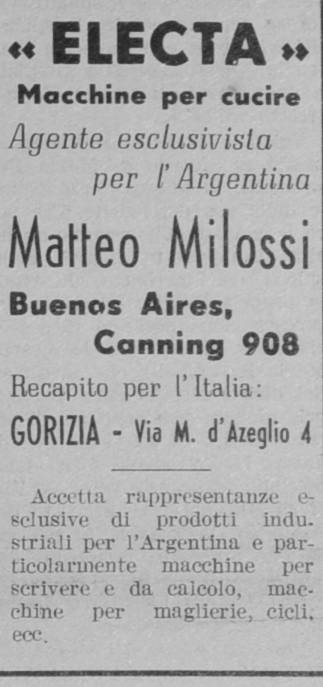 « ELECTA »
Macchine per cucire
Agente esclusivista
per l'Argentina
Matteo Milossi
Buenos Aires,
Canning 908
Recapito per l'Italia:
GORIZIA - Via M. d'Azeglio 4
Accetta rappresentanze e-
sclusive di prodotti indu-
striali per l'Argentina e par-
ticolarmente macchine per
scrivere e da calcolo, mac-
chine per maglierie, cicli,
ecc.